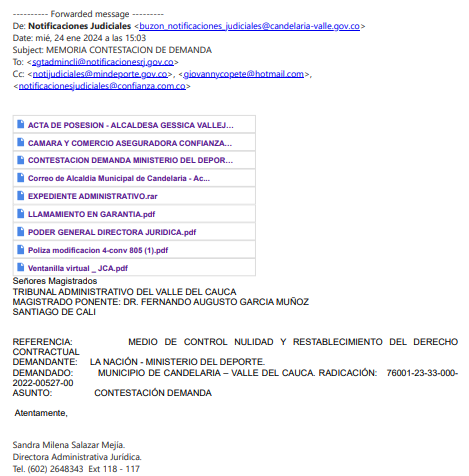 ---------- Forwarded message ---------
De: Notificaciones Judiciales <buzon_notificaciones_judiciales@candelaria-valle.gov.co>
Date: mié, 24 ene 2024 a las 15:03
Subject: MEMORIA CONTESTACION DE DEMANDA
To: <sgtadmincli@notificacionesrj.gov.co>
Cc: <notijudiciales@mindeporte.gov.co>, <giovannycopete@hotmail.com>,
<notificacionesjudiciales@confianza.com.co>
ACTA DE POSESION - ALCALDESA GESSICA VALLEJ...
CAMARA Y COMERCIO ASEGURADORA CONFIANZA...
CONTESTACION DEMANDA MINISTERIO DEL DEPOR...
Correo de Alcaldia Municipal de Candelaria - Ac...
EXPEDIENTE ADMINISTRATIVO.rar
LLAMAMIENTO EN GARANTIA.pdf
PODER GENERAL DIRECTORA JURIDICA.pdf
Poliza modificacion 4-conv 805 (1).pdf
Ventanilla virtual _ JCA.pdf
Señores Magistrados
TRIBUNAL ADMINISTRATIVO DEL VALLE DEL CAUCA
MAGISTRADO PONENTE: DR. FERNANDO AUGUSTO GARCIA MUÑOZ
SANTIAGO DE CALI
REFERENCIA: MEDIO DE CONTROL NULIDAD Y RESTABLECIMIENTO DEL DERECHO
CONTRACTUAL
DEMANDANTE: LA NACIÓN - MINISTERIO DEL DEPORTE.
DEMANDADO: MUNICIPIO DE CANDELARIA – VALLE DEL CAUCA. RADICACIÓN: 76001-23-33-000-
2022-00527-00
ASUNTO: CONTESTACIÓN DEMANDA
Atentamente,
Sandra Milena Salazar Mejía.
Directora Administrativa Jurídica.
Tel. (602) 2648343 Ext 118 - 117